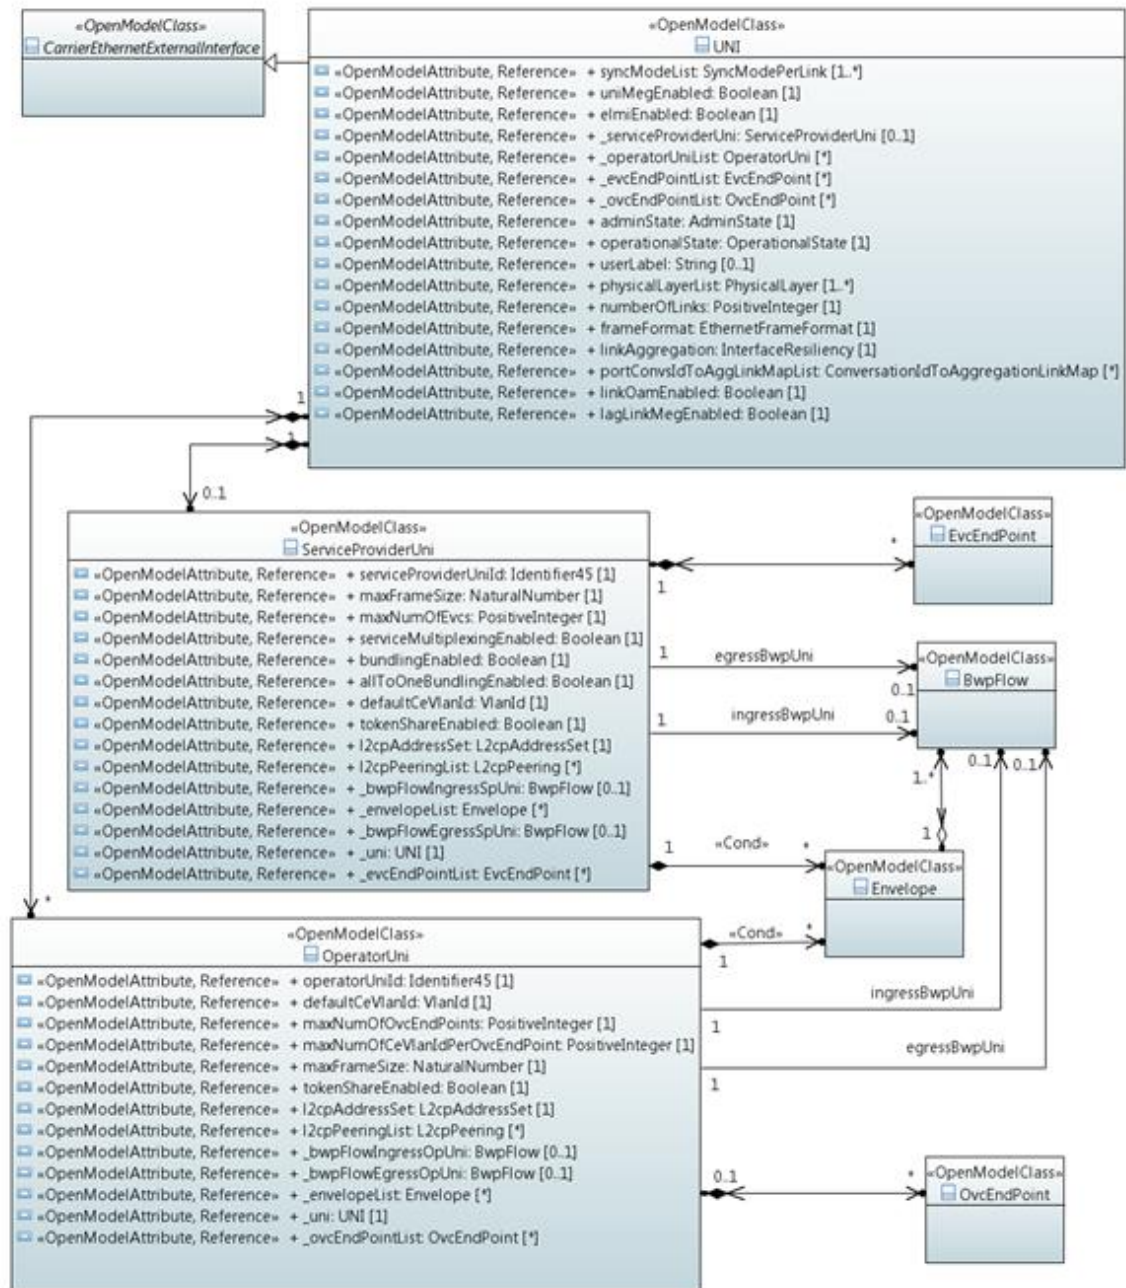 «OpenModelClass»
CarrierEthernetExternalInterface
«OpenModelClass»
UNI
«OpenModelAttribute, Reference» + syncModeList: SyncModePerLink [1..*]
«OpenModelAttribute, Reference» + uniMegEnabled: Boolean [1]
«OpenModelAttribute, Reference» + elmiEnabled: Boolean [1]
«OpenModelAttribute, Reference» + _serviceProviderUni: ServiceProviderUni [0..1]
«OpenModelAttribute, Reference» + _operatorUniList: OperatorUni [*]
«OpenModelAttribute, Reference» + _evcEndPointList: EvcEndPoint [*]
«OpenModelAttribute, Reference» + _ovcEndPointList: OvcEndPoint [*]
«OpenModelAttribute, Reference» + adminState: AdminState [1]
«OpenModelAttribute, Reference» + operationalState: OperationalState [1]
«OpenModelAttribute, Reference» + userLabel: String [0..1]
«OpenModelAttribute, Reference» + physicalLayerList: PhysicalLayer [1..*]
«OpenModelAttribute, Reference» + numberOfLinks: PositiveInteger [1]
«OpenModelAttribute, Reference» + frameFormat: EthernetFrameFormat [1]
«OpenModelAttribute, Reference» + linkAggregation: InterfaceResiliency [1]
«OpenModelAttribute, Reference» + portConvsIdToAggLinkMapList: ConversationIdToAggregationLinkMap [*]
«OpenModelAttribute, Reference» + linkOamEnabled: Boolean [1]
«OpenModelAttribute, Reference» + lagLinkMegEnabled: Boolean [1]
1
1
0..1
«OpenModelClass»
ServiceProviderUni
«OpenModelAttribute, Reference» + serviceProviderUniId: Identifier45 [1]
«OpenModelAttribute, Reference» + maxFrameSize: NaturalNumber [1]
«OpenModelAttribute, Reference» + maxNumOfEvcs: PositiveInteger [1]
«OpenModelAttribute, Reference» + serviceMultiplexingEnabled: Boolean [1]
«OpenModelAttribute, Reference» + bundlingEnabled: Boolean [1]
«OpenModelAttribute, Reference» + allToOneBundlingEnabled: Boolean [1]
«OpenModelAttribute, Reference» + defaultCeVlanId: VlanId [1]
«OpenModelAttribute, Reference» + tokenShareEnabled: Boolean [1]
«OpenModelAttribute, Reference» + l2cpAddressSet: L2cpAddressSet [1]
«OpenModelAttribute, Reference» + l2cpPeeringList: L2cpPeering [*]
«OpenModelAttribute, Reference» + _bwpFlowIngressSpUni: BwpFlow [0..1]
«OpenModelAttribute, Reference» + _envelopeList: Envelope [*]
«OpenModelAttribute, Reference» + _bwpFlowEgressSpUni: BwpFlow [0..1]
«OpenModelAttribute, Reference» + _uni: UNI [1]
«OpenModelAttribute, Reference» + _evcEndPointList: EvcEndPoint [*]
*
1
«OpenModelClass»
EvcEndPoint
1 egressBwpUni
0..1
1 ingressBwpUni 0..1
«OpenModelClass»
BwpFlow
1..* 0..1 0..1
1
1 «Cond» *
«OpenModelClass»
Envelope
*
«OpenModelClass»
OperatorUni
«OpenModelAttribute, Reference» + operatorUniId: Identifier45 [1]
«OpenModelAttribute, Reference» + defaultCeVlanId: VlanId [1]
«OpenModelAttribute, Reference» + maxNumOfOvcEndPoints: PositiveInteger [1]
«OpenModelAttribute, Reference» + maxNumOfCeVlanIdPerOvcEndPoint: PositiveInteger [1]
«OpenModelAttribute, Reference» + maxFrameSize: NaturalNumber [1]
«OpenModelAttribute, Reference» + tokenShareEnabled: Boolean [1]
«OpenModelAttribute, Reference» + l2cpAddressSet: L2cpAddressSet [1]
«OpenModelAttribute, Reference» + l2cpPeeringList: L2cpPeering [*]
«OpenModelAttribute, Reference» + _bwpFlowIngressOpUni: BwpFlow [0..1]
«OpenModelAttribute, Reference» + _bwpFlowEgressOpUni: BwpFlow [0..1]
«OpenModelAttribute, Reference» + _envelopeList: Envelope [*]
«OpenModelAttribute, Reference» + _uni: UNI [1]
«OpenModelAttribute, Reference» + _ovcEndPointList: OvcEndPoint [*]
«Cond» *
1
ingressBwpUni
1
egressBwpUni
1
0..1 *
«OpenModelClass»
OvcEndPoint